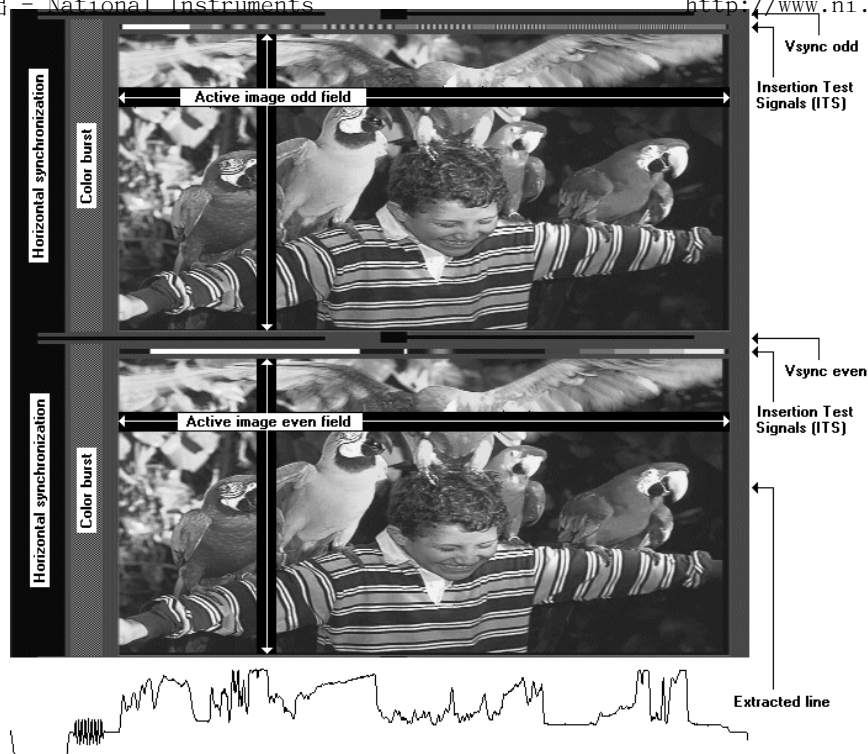 - National Instruments
http://www.ni.
Vsync odd
Insertion Test
Signals (ITS)
Active image odd field
Horizontal synchronization
Color burst
Vsync even
Insertion Test
Signals (ITS)
Active image even field
Horizontal synchronization
Color burst
Extracted line